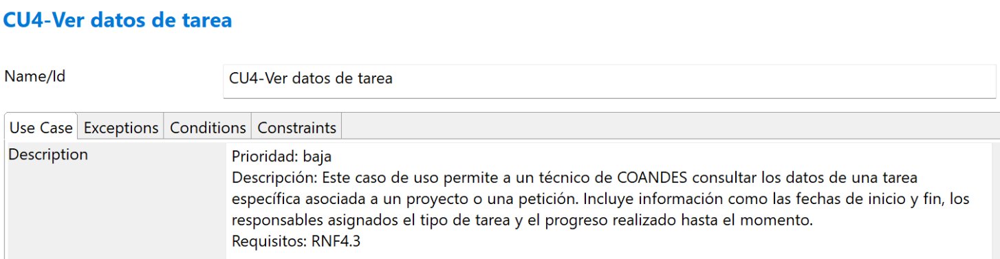 CU4-Ver datos de tarea
Name/Id
CU4-Ver datos de tarea
Use Case Exceptions Conditions Constraints
Description
Prioridad: baja
Descripción: Este caso de uso permite a un técnico de COANDES consultar los datos de una tarea
específica asociada a un proyecto o una petición. Incluye información como las fechas de inicio y fin, los
responsables asignados el tipo de tarea y el progreso realizado hasta el momento.
Requisitos: RNF4.3